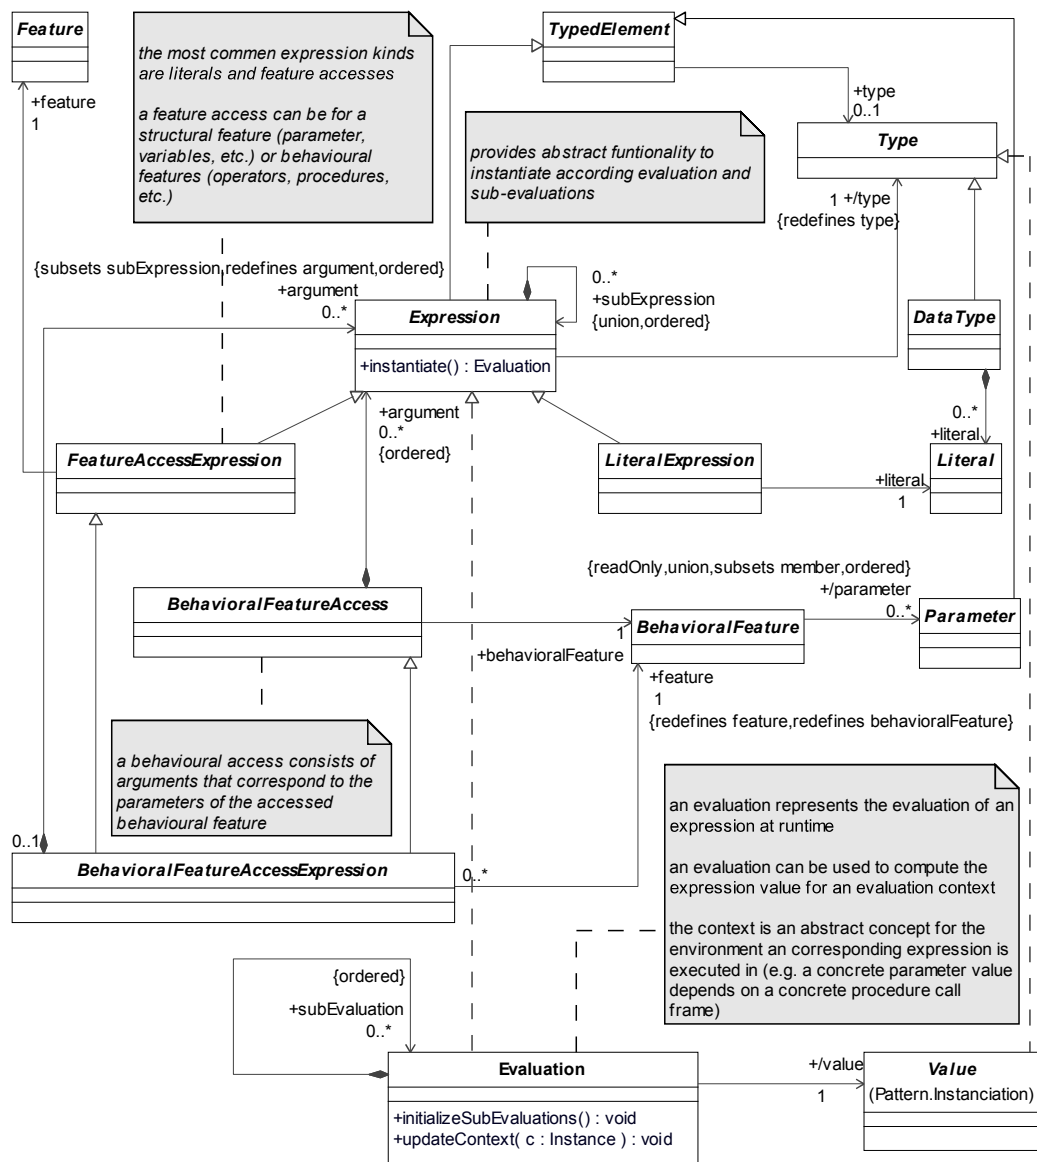 Feature
the most commen expression kinds
are literals and feature accesses
a feature access can be for a
structural feature (parameter,
variables, etc.) or behavioural
features (operators, procedures,
etc.)
TypedElement
+feature
1
+type
0..1
provides abstract funtionality to
instantiate according evaluation and
sub-evaluations
Type
1 +/type
{redefines type}
{subsets subExpression,redefines argument,ordered}
+argument
0..*
0..*
+subExpression
{union,ordered}
Expression
+instantiate() : Evaluation
DataType
+argument
0..*
{ordered}
0..*
+literal
FeatureAccessExpression
LiteralExpression
+literal
1
Literal
{readOnly,union,subsets member,ordered}
+/parameter
0..*
BehavioralFeatureAccess
1
+behavioralFeature
BehavioralFeature
Parameter
+feature
1
{redefines feature,redefines behavioralFeature}
a behavioural access consists of
arguments that correspond to the
parameters of the accessed
behavioural feature
0..1
BehavioralFeatureAccessExpression
0..*
an evaluation represents the evaluation of an
expression at runtime
an evaluation can be used to compute the
expression value for an evaluation context
the context is an abstract concept for the
environment an corresponding expression is
executed in (e.g. a concrete parameter value
depends on a concrete procedure call
frame)
{ordered}
+subEvaluation
0..*
Evaluation
+initializeSubEvaluations() : void
+updateContext( c : Instance ) : void
+/value
1
Value
(Pattern.Instanciation)